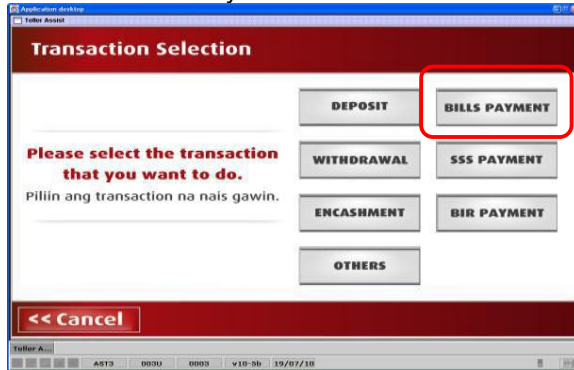 Application desktop
Teller Assist
Transaction Selection
DEPOSIT
BILLS PAYMENT
Please select the transaction
that you want to do.
Piliin ang transaction na nais gawin.
WITHDRAWAL
SSS PAYMENT
ENCASHMENT
BIR PAYMENT
OTHERS
<< Cancel
Teller A...
AST3 003U 0003 v10-5b 19/07/10